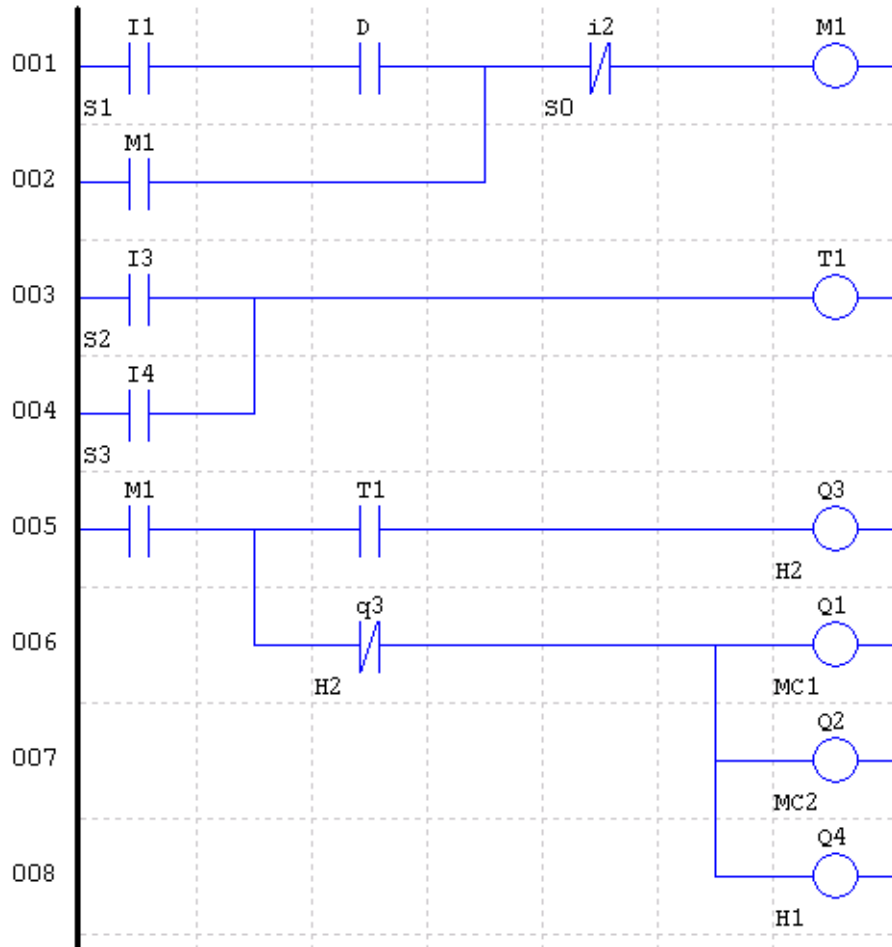 I1 D i2 M1
001
S1 S0
M1
002
I3 T1
003
S2
I4
004
S3
M1 T1 Q3
005
H2
q3 Q1
006
H2 MC1
Q2
007
MC2
Q4
008
H1